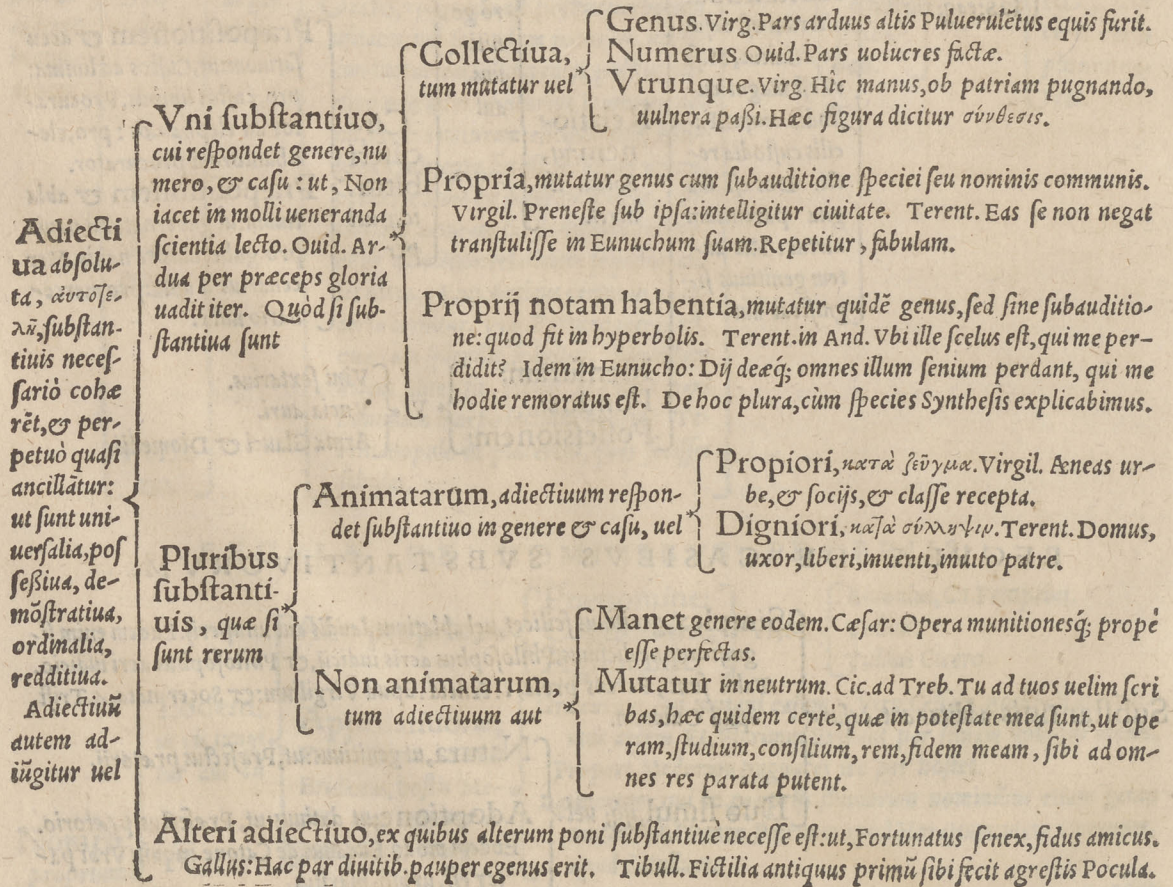 Adiecti
ua absolu-
ta, αὐτοτε-
λῆ, substan-
tiuis neces-
sariò cohæ
rēt, & per-
petuò quasi
ancillātur:
ut sunt uni-
uersalia, pos
seßiua, de-
mōstratiua,
ordinalia,
redditiua.
Adiectiuū
autem ad-
iūgitur uel
Vni substantiuo,
cui respondet genere, nu
mero, & casu : ut, Non
iacet in molli ueneranda
scientia lecto. Ouid. Ar-
dua per præceps gloria
uadit iter. Quòd si sub-
stantiua sunt
Collectiua,
tum mutatur uel
Genus. Virg. Pars arduus altis Puluerulētus equis furit.
Numerus Ouid. Pars uolucres factæ.
Vtrunque. Virg. Hîc manus, ob patriam pugnando,
uulnera paßi. Hæc figura dicitur σύνθεσις.
Propria, mutatur genus cum subauditione speciei seu nominis communis.
Virgil. Preneste sub ipsa: intelligitur ciuitate. Terent. Eas se non negat
transtulisse in Eunuchum suam. Repetitur, fabulam.
Proprij notam habentia, mutatur quidē genus, sed sine subauditio-
ne: quod fit in hyperbolis. Terent. in And. Vbi ille scelus est, qui me per-
didit? Idem in Eunucho: Dij deæq́; omnes illum senium perdant, qui me
hodie remoratus est. De hoc plura, cùm species Synthesis explicabimus.
Pluribus
substanti-
uis, quæ si
sunt rerum
Animatarum, adiectiuum respon-
det substantiuo in genere & casu, uel
Propiori, κατὰ ζεῦγμα. Virgil. Æneas ur-
be, & socijs, & classe recepta.
Digniori, κατὰ σύλληψιν. Terent. Domus,
uxor, liberi, inuenti, inuito patre.
Non animatarum,
tum adiectiuum aut
Manet genere eodem. Cæsar: Opera munitionesq́; propè
esse perfectas.
Mutatur in neutrum. Cic. ad Treb. Tu ad tuos uelim scri
bas, hæc quidem certè, quæ in potestate mea sunt, ut ope
ram, studium, consilium, rem, fidem meam, sibi ad om-
nes res parata putent.
Alteri adiectiuo, ex quibus alterum poni substantiuè necesse est: ut, Fortunatus senex, fidus amicus.
Gallus: Hac par diuitib. pauper egenus erit. Tibull. Fictilia antiquus primū sibi fecit agrestis Pocula.